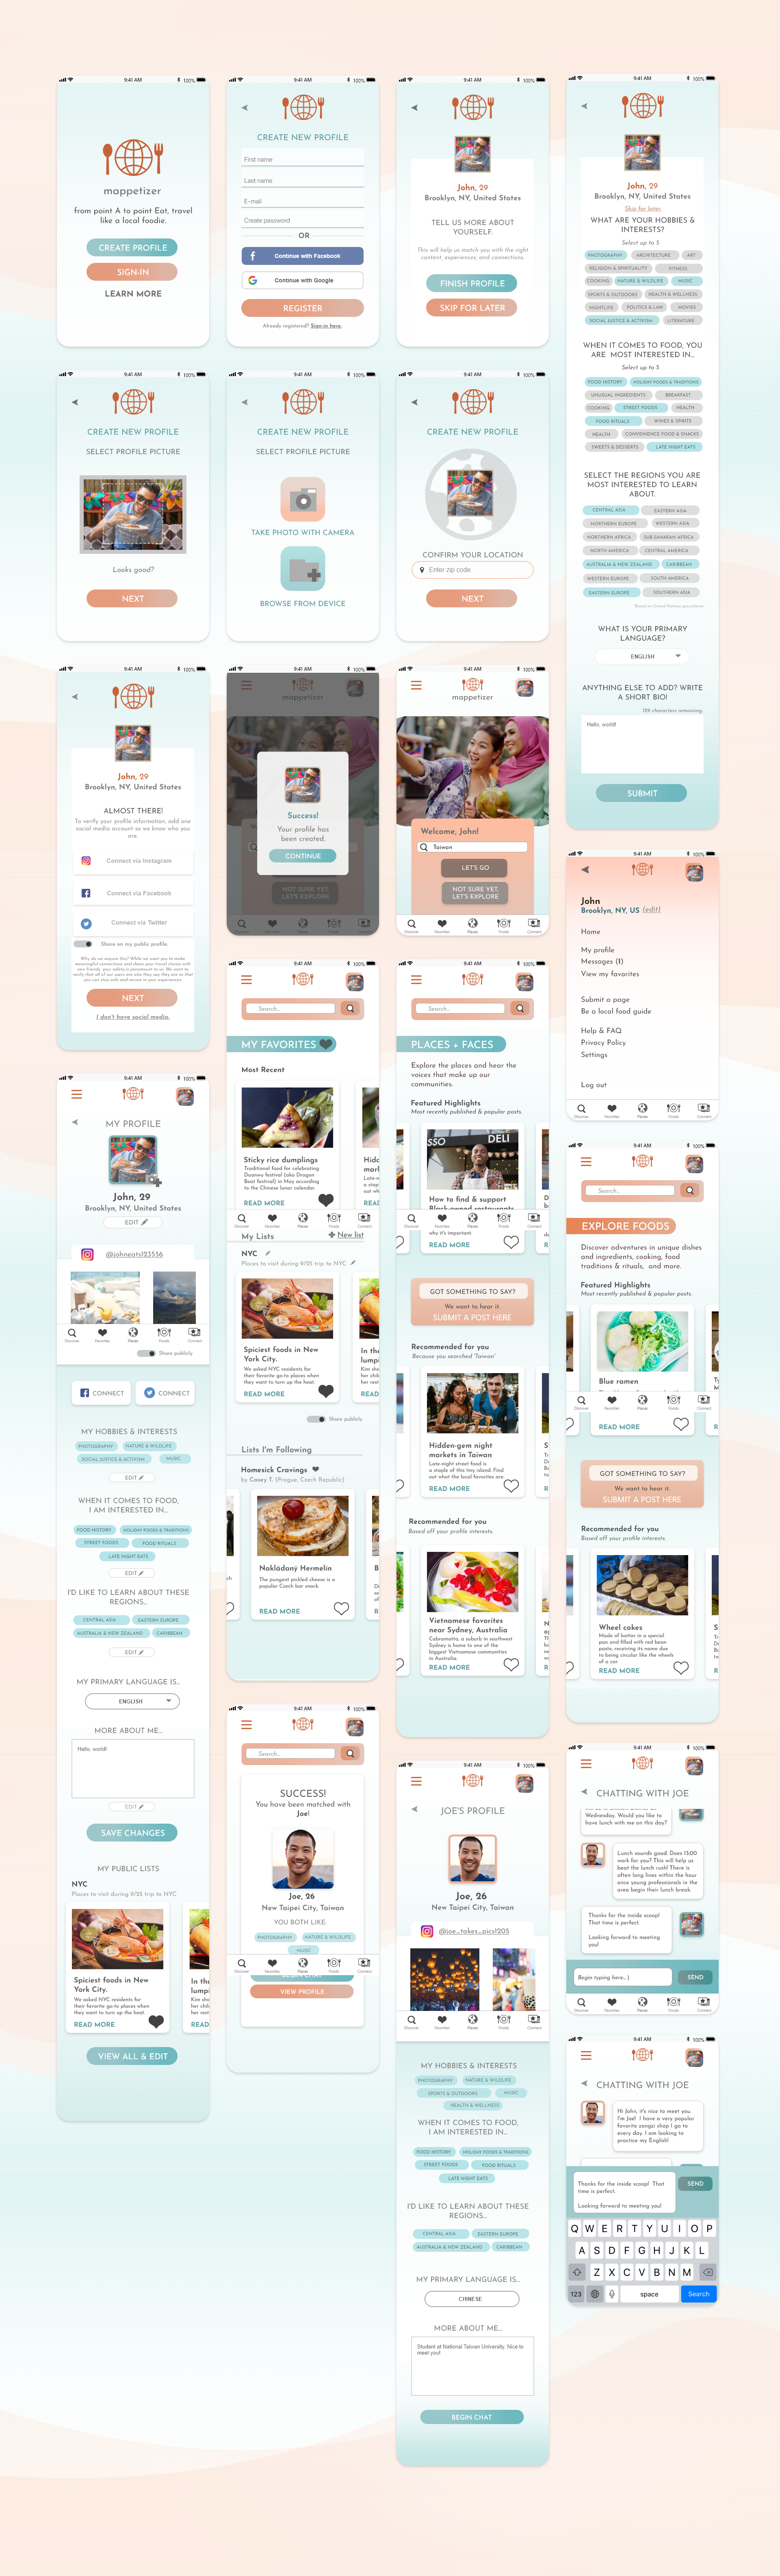 9:41 AM
100%
mappetizer
from point A to point Eat, travel
like a local foodie.
CREATE PROFILE
SIGN-IN
LEARN MORE
9:41 AM
100%
CREATE NEW PROFILE
First name
Last name
E-mail
Create password
OR
Continue with Facebook
Continue with Google
REGISTER
Already registered? Sign-in here.
9:41 AM
100%
John, 29
Brooklyn, NY, United States
TELL US MORE ABOUT
YOURSELF.
This will help us match you with the right
content, experiences, and connections.
FINISH PROFILE
SKIP FOR LATER
9:41 AM
100%
John, 29
Brooklyn, NY, United States
Skip for later.
WHAT ARE YOUR HOBBIES &
INTERESTS?
Select up to 5
PHOTOGRAPHY ARCHITECTURE ART
RELIGION & SPIRITUALITY FITNESS
COOKING NATURE & WILDLIFE MUSIC
SPORTS & OUTDOORS HEALTH & WELLNESS
NIGHTLIFE POLITICS & LAW MOVIES
SOCIAL JUSTICE & ACTIVISM LITERATURE
WHEN IT COMES TO FOOD, YOU
ARE MOST INTERESTED IN...
Select up to 5
FOOD HISTORY HOLIDAY FOODS & TRADITIONS
UNUSUAL INGREDIENTS BREAKFAST
COOKING STREET FOODS HEALTH
FOOD RITUALS WINES & SPIRITS
HEALTH CONVENIENCE FOOD & SNACKS
SWEETS & DESSERTS LATE NIGHT EATS
SELECT THE REGIONS YOU ARE
MOST INTERESTED TO LEARN
ABOUT.
CENTRAL ASIA EASTERN ASIA
NORTHERN EUROPE WESTERN ASIA
NORTHERN AFRICA SUB-SAHARAN AFRICA
NORTH AMERICA CENTRAL AMERICA
AUSTRALIA & NEW ZEALAND CARIBBEAN
WESTERN EUROPE SOUTH AMERICA
EASTERN EUROPE SOUTHERN ASIA
WHAT IS YOUR PRIMARY
LANGUAGE?
ENGLISH
ANYTHING ELSE TO ADD? WRITE
A SHORT BIO!
129 characters remaining.
Hello, world!
SUBMIT
9:41 AM
100%
CREATE NEW PROFILE
SELECT PROFILE PICTURE
Looks good?
NEXT
9:41 AM
100%
CREATE NEW PROFILE
SELECT PROFILE PICTURE
TAKE PHOTO WITH CAMERA
BROWSE FROM DEVICE
9:41 AM
100%
CREATE NEW PROFILE
CONFIRM YOUR LOCATION
Enter zip code
NEXT
9:41 AM
100%
John, 29
Brooklyn, NY, United States
ALMOST THERE!
To verify your profile information, add one
social media account so we know who you
are.
Connect via Instagram
Connect via Facebook
Connect via Twitter
Share on my public profile.
Why do we require this? While we want you to make
meaningful connections and share your travel stories with
new friends, your safety is paramount to us. We want to
verify that all of our users are who they say they are so that
you can stay safe and secure in your experiences.
NEXT
I don't have social media.
9:41 AM
100%
mappetizer
Success!
Your profile has
been created.
CONTINUE
NOT SURE YET,
LET'S EXPLORE
Discover Favorites Places Foods Connect
9:41 AM
100%
mappetizer
Welcome, John!
Taiwan
LET'S GO
NOT SURE YET,
LET'S EXPLORE
Discover Favorites Places Foods Connect
9:41 AM
100%
John
Brooklyn, NY, US (edit)
Home
My profile
Messages (1)
View my favorites
Submit a page
Be a local food guide
Help & FAQ
Privacy Policy
Settings
Log out
Discover Favorites Places Foods Connect
9:41 AM
100%
MY PROFILE
John, 29
Brooklyn, NY, United States
EDIT
@johneats123556
Discover Favorites Places Foods Connect
Share publicly
CONNECT CONNECT
MY HOBBIES & INTERESTS
PHOTOGRAPHY NATURE & WILDLIFE
SOCIAL JUSTICE & ACTIVISM MUSIC
EDIT
WHEN IT COMES TO FOOD,
I AM INTERESTED IN...
FOOD HISTORY HOLIDAY FOODS & TRADITIONS
STREET FOODS FOOD RITUALS
LATE NIGHT EATS
EDIT
I'D LIKE TO LEARN ABOUT THESE
REGIONS...
CENTRAL ASIA EASTERN EUROPE
AUSTRALIA & NEW ZEALAND CARIBBEAN
EDIT
MY PRIMARY LANGUAGE IS...
ENGLISH
MORE ABOUT ME...
Hello, world!
EDIT
SAVE CHANGES
MY PUBLIC LISTS
NYC
Places to visit during 9/25 trip to NYC
Spiciest foods in New
York City.
We asked NYC residents for
their favorite go-to places when
they want to turn up the heat.
READ MORE
In the
lumpi
Kim sho
her chil
her rest
READ
VIEW ALL & EDIT
9:41 AM
100%
Search...
MY FAVORITES
Most Recent
Sticky rice dumplings
Traditional food for celebrating
Duanwu festival (aka Dragon
Boat festival) in May according
to the Chinese lunar calendar.
READ MORE
Hidd
marl
Late-n
a stap
out wh
READ
Discover Favorites Places Foods Connect
My Lists
New list
NYC
Places to visit during 9/25 trip to NYC
Spiciest foods in New
York City.
We asked NYC residents for
their favorite go-to places when
they want to turn up the heat.
READ MORE
In the
lumpi
Kim sho
her chil
her rest
READ
Share publicly
Lists I'm Following
Homesick Cravings
by Casey T. (Prague, Czech Republic)
Nakládaný Hermelín
The pungent pickled cheese is a
popular Czech bar snack.
READ MORE
9:41 AM
100%
Search...
PLACES + FACES
Explore the places and hear the
voices that make up our
communities.
Featured Highlights
Most recently published & popular posts.
SSO DELI
How to find & support
Black-owned restaurants
Discover Favorites Places Foods Connect
why it's important.
READ MORE
GOT SOMETHING TO SAY?
We want to hear it.
SUBMIT A POST HERE
Recommended for you
Because you searched 'Taiwan'
Hidden-gem night
markets in Taiwan
Late-night street food is
a staple of this tiny island. Find
out what the local favorites are.
READ MORE
Recommended for you
Based off your profile interests.
Vietnamese favorites
near Sydney, Australia
Cabramatta, a suburb in southwest
Sydney is home to one of the
biggest Vietnamese communities
in Australia.
READ MORE
9:41 AM
100%
Search...
EXPLORE FOODS
Discover adventures in unique dishes
and ingredients, cooking, food
traditions & rituals, and more.
Featured Highlights
Most recently published & popular posts.
Blue ramen
Discover Favorites Places Foods Connect
READ MORE
GOT SOMETHING TO SAY?
We want to hear it.
SUBMIT A POST HERE
Recommended for you
Based off your profile interests.
Wheel cakes
Made of batter in a special
pan and filled with red bean
paste, receiving its name due
to being circular like the wheels
of a car.
READ MORE
9:41 AM
100%
Search...
SUCCESS!
You have been matched with
Joe!
Joe, 26
New Taipei City, Taiwan
YOU BOTH LIKE:
PHOTOGRAPHY NATURE & WILDLIFE
MUSIC
Discover Favorites Places Foods Connect
BEGIN CHAT
VIEW PROFILE
9:41 AM
100%
JOE'S PROFILE
Joe, 26
New Taipei City, Taiwan
@joe_takes_pics1205
Discover Favorites Places Foods Connect
MY HOBBIES & INTERESTS
PHOTOGRAPHY NATURE & WILDLIFE
SPORTS & OUTDOORS MUSIC
HEALTH & WELLNESS
WHEN IT COMES TO FOOD,
I AM INTERESTED IN...
FOOD HISTORY HOLIDAY FOODS & TRADITIONS
STREET FOODS FOOD RITUALS
LATE NIGHT EATS
I'D LIKE TO LEARN ABOUT THESE
REGIONS...
CENTRAL ASIA EASTERN EUROPE
AUSTRALIA & NEW ZEALAND CARIBBEAN
MY PRIMARY LANGUAGE IS...
CHINESE
MORE ABOUT ME...
Student at National Taiwan University. Nice to
meet you!
BEGIN CHAT
9:41 AM
100%
CHATTING WITH JOE
Wednesday. Would you like to
have lunch with me on this day?
Lunch sounds good. Does 13:00
work for you? This will help us
beat the lunch rush! There is
often long lines within the hour
once young professionals in the
area begin their lunch break.
Thanks for the inside scoop!
That time is perfect.
Looking forward to meeting
you!
Begin typing here...|
SEND
Discover Favorites Places Foods Connect
9:41 AM
100%
CHATTING WITH JOE
Hi John, it's nice to meet you.
I'm Joe! I have a very popular
favorite zongzi shop I go to
every day. I am looking to
practice my English!
Thanks for the inside scoop! That
time is perfect.
Looking forward to meeting you!
SEND
Q W E R T Y U I O P
A S D F G H J K L
Z X C V B N M
123 space Search